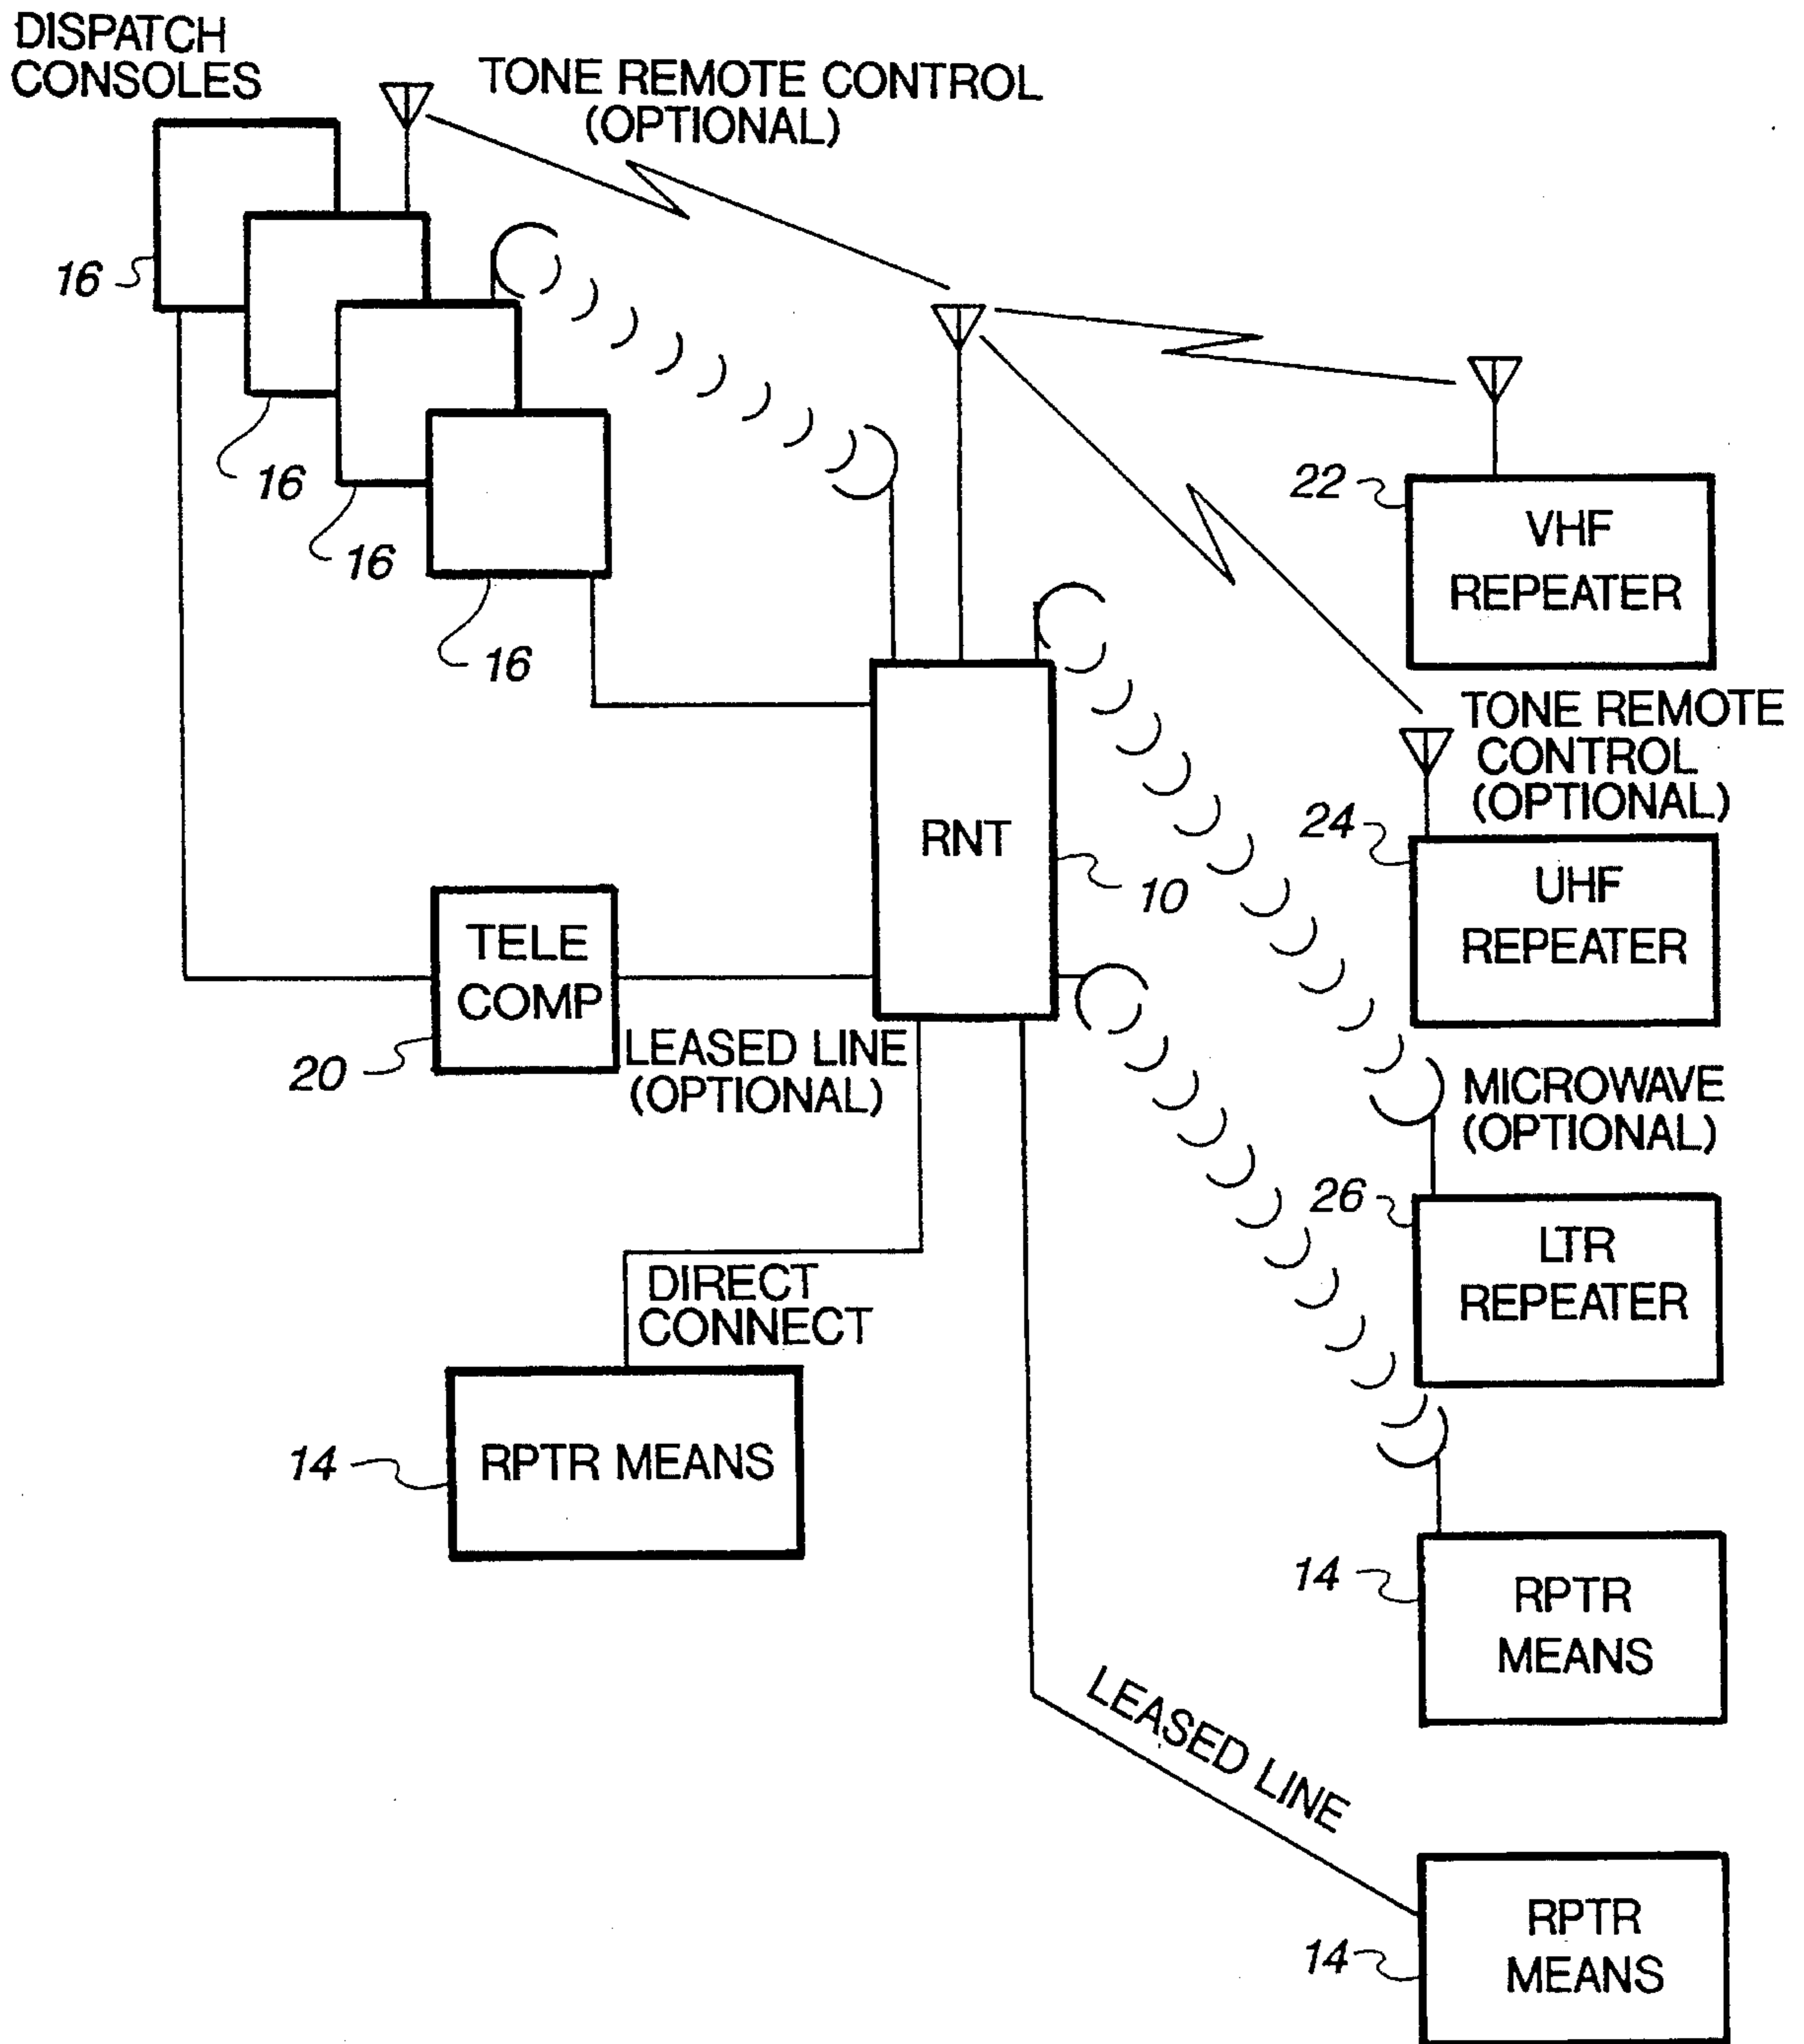 DISPATCH
CONSOLES
TONE REMOTE CONTROL
(OPTIONAL)
16
16
16
16
22
VHF
REPEATER
TONE REMOTE
CONTROL
(OPTIONAL)
24
UHF
REPEATER
RNT
10
TELE
COMP
20
LEASED LINE
(OPTIONAL)
MICROWAVE
(OPTIONAL)
26
LTR
REPEATER
DIRECT
CONNECT
14
RPTR MEANS
14
RPTR
MEANS
LEASED LINE
14
RPTR
MEANS